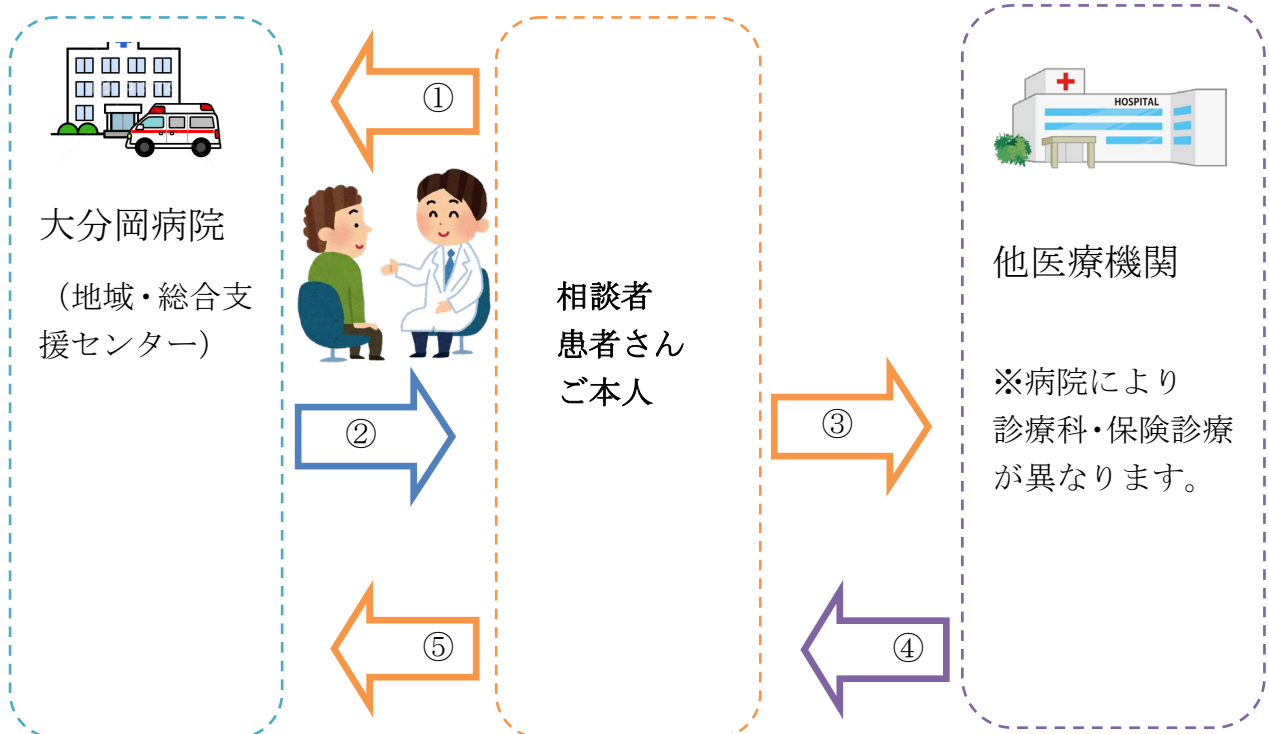 ①
大分岡病院
（地域・総合支
援センター）
②
⑤
相談者
患者さん
ご本人
③
④
HOSPITAL
他医療機関
※病院により
診療科・保険診療
が異なります。